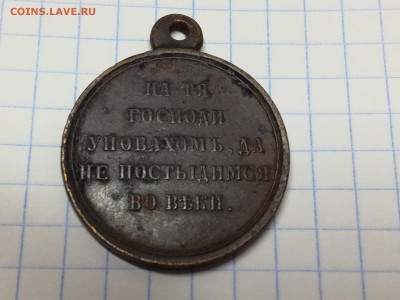 COINS.LAVE.RU
НА ТЯ
ГОСПОДИ
УПОВАХОМЪ, ДА
НЕ ПОСТЫДИМСЯ
ВО ВѢКИ.